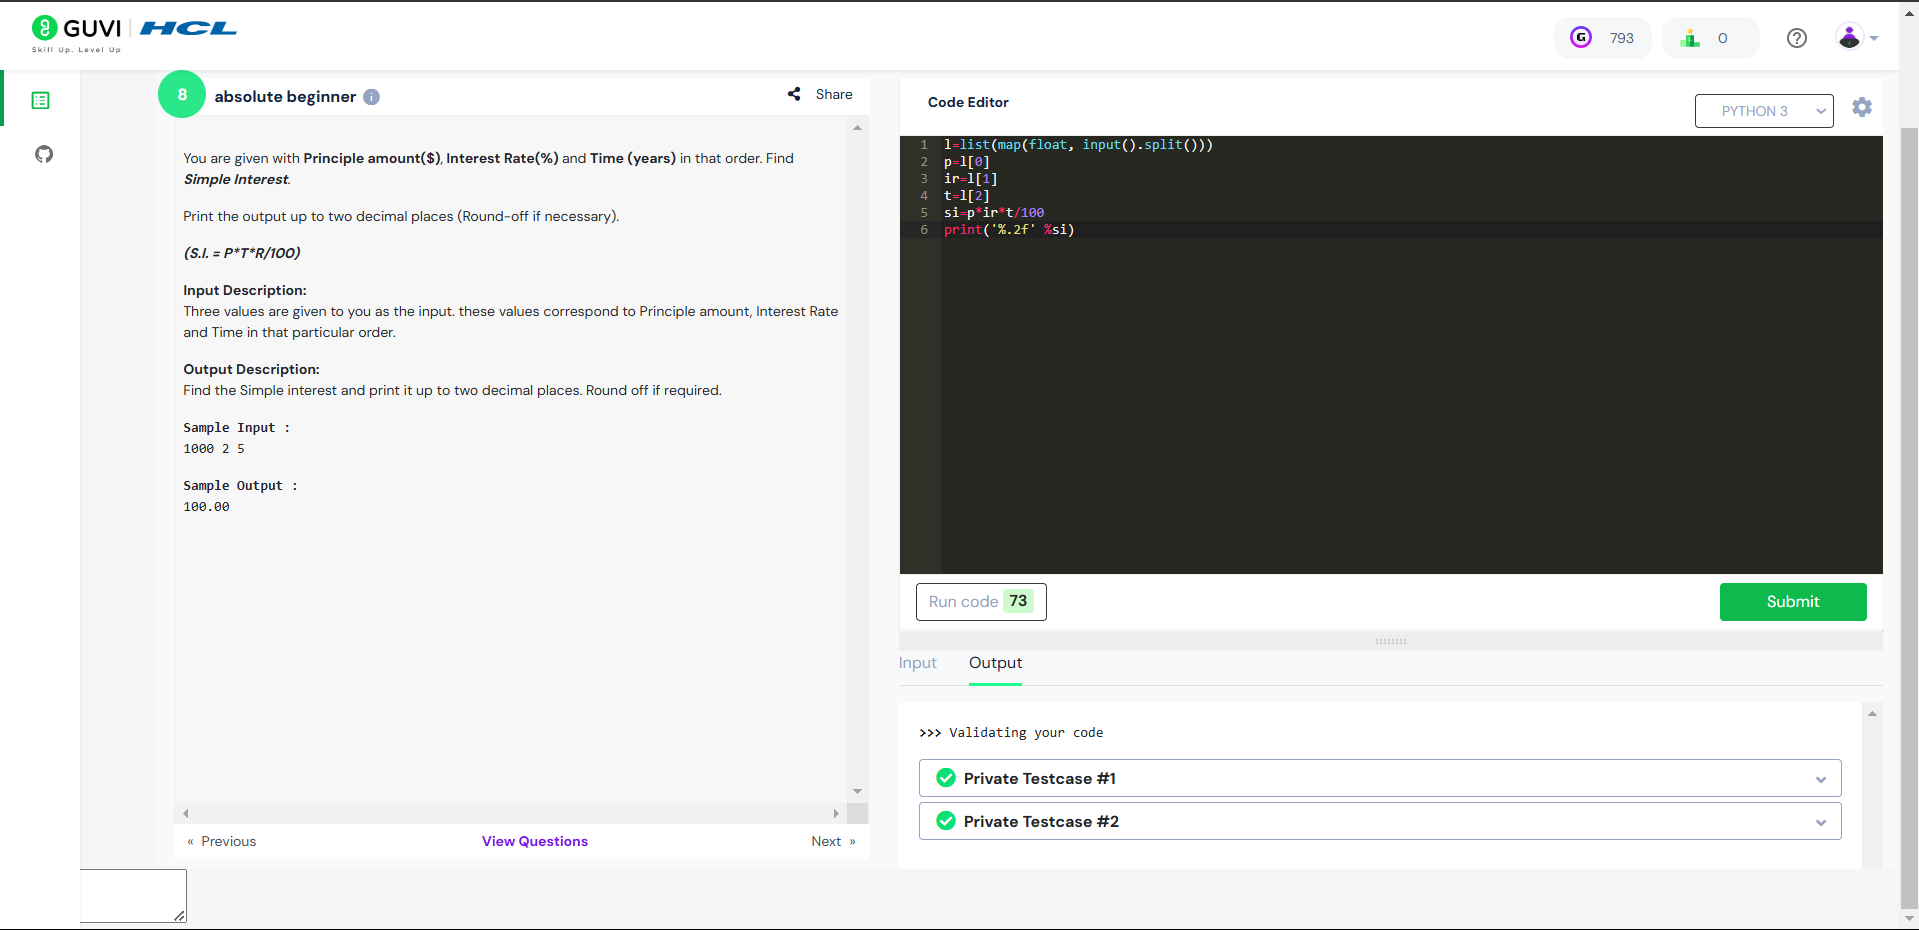 GUVI | HCL
Skill Up. Level Up
793
0
8
absolute beginner
Share
You are given with Principle amount($), Interest Rate(%) and Time (years) in that order. Find
Simple Interest.
Print the output up to two decimal places (Round-off if necessary).
(S.I. = P*T*R/100)
Input Description:
Three values are given to you as the input. these values correspond to Principle amount, Interest Rate
and Time in that particular order.
Output Description:
Find the Simple interest and print it up to two decimal places. Round off if required.
Sample Input :
1000 2 5
Sample Output :
100.00
« Previous
View Questions
Next »
Code Editor
PYTHON 3
1 l=list(map(float, input().split()))
2 p=l[0]
3 ir=l[1]
4 t=l[2]
5 si=p*ir*t/100
6 print('%.2f' %si)
Run code 73
Submit
Input
Output
>>> Validating your code
Private Testcase #1
Private Testcase #2